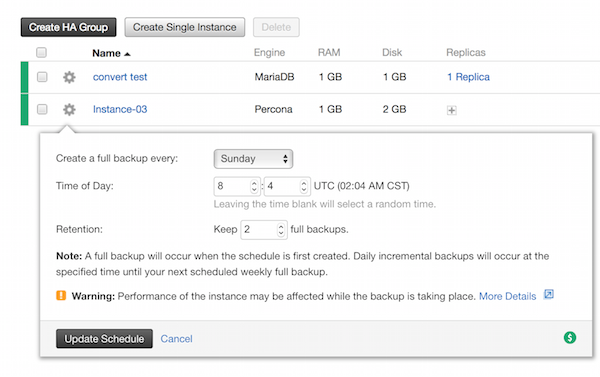 Create HA Group Create Single Instance Delete
Name Engine RAM Disk Replicas
convert test MariaDB 1 GB 1 GB 1 Replica
Instance-03 Percona 1 GB 2 GB
Create a full backup every: Sunday
Time of Day: 8 : 4 UTC (02:04 AM CST)
Leaving the time blank will select a random time.
Retention: Keep 2 full backups.
Note: A full backup will occur when the schedule is first created. Daily incremental backups will occur at the
specified time until your next scheduled weekly full backup.
Warning: Performance of the instance may be affected while the backup is taking place. More Details
Update Schedule Cancel $